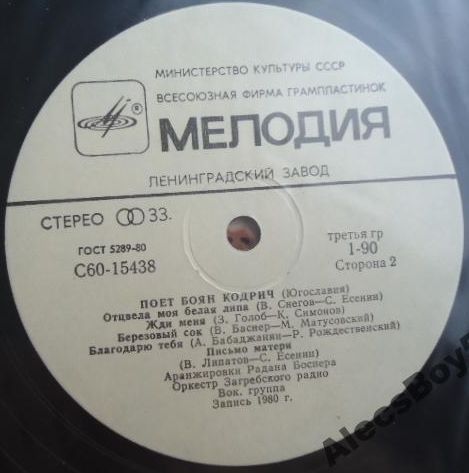 МИНИСТЕРСТВО КУЛЬТУРЫ СССР
ВСЕСОЮЗНАЯ ФИРМА ГРАМПЛАСТИНОК
МЕЛОДИЯ
ЛЕНИНГРАДСКИЙ ЗАВОД
СТЕРЕО 33.
ГОСТ 5289-80
С60-15438
третья гр
1-90
Сторона 2
ПОЕТ БОЯН КОДРИЧ (Югославия)
Отцвела моя белая липа (В. Снегов—С. Есенин)
Жди меня (З. Голоб—К. Симонов)
Березовый сок (В. Баснер—М. Матусовский)
Благодарю тебя (А. Бабаджанян—Р. Рождественский)
Письмо матери
(В. Липатов—С. Есенин)
Аранжировки Радана Боснера
Оркестр Загребского радио
Вок. группа
Запись 1980 г.